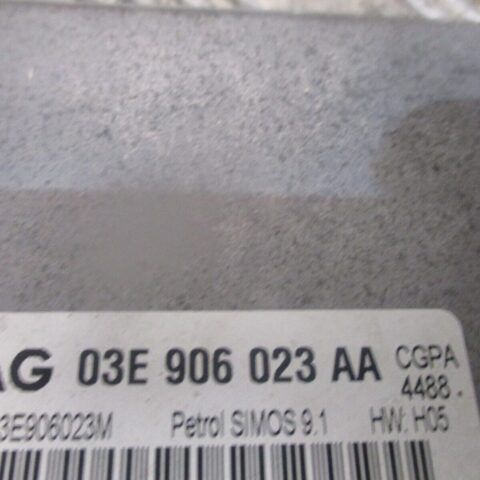 AG 03E 906 023 AA CGPA
4488
3E906023M Petrol SIMOS 9.1 HW: H05